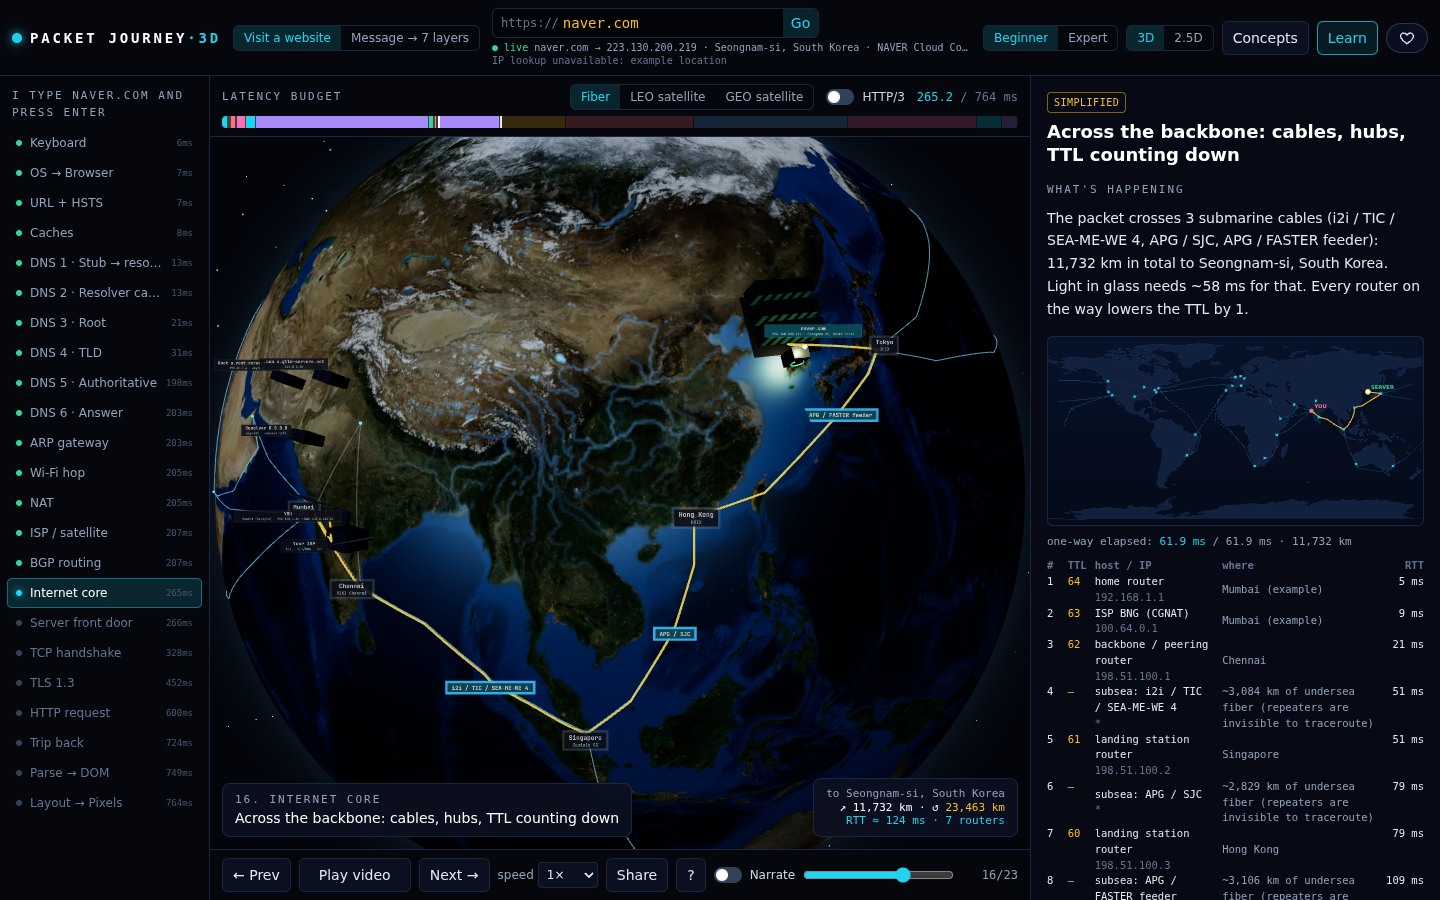 PACKET JOURNEY·3D
Visit a website
Message → 7 layers
https:// naver.com
Go
● live naver.com → 223.130.200.219 · Seongnam-si, South Korea · NAVER Cloud Co…
IP lookup unavailable: example location
Beginner
Expert
3D
2.5D
Concepts
Learn
I TYPE NAVER.COM AND
PRESS ENTER
Keyboard 6ms
OS → Browser 7ms
URL + HSTS 7ms
Caches 8ms
DNS 1 · Stub → reso… 13ms
DNS 2 · Resolver ca… 13ms
DNS 3 · Root 21ms
DNS 4 · TLD 31ms
DNS 5 · Authoritative 198ms
DNS 6 · Answer 203ms
ARP gateway 203ms
Wi-Fi hop 205ms
NAT 205ms
ISP / satellite 207ms
BGP routing 207ms
Internet core 265ms
Server front door 266ms
TCP handshake 328ms
TLS 1.3 452ms
HTTP request 600ms
Trip back 724ms
Parse → DOM 749ms
Layout → Pixels 764ms
LATENCY BUDGET
Fiber
LEO satellite
GEO satellite
HTTP/3
265.2 / 764 ms
naver.com
Tokyo
APG / FASTER feeder
Hong Kong
Mumbai
YOU
Your ISP
Chennai
APG / SJC
i2i / TIC / SEA-ME-WE 4
Singapore
Resolver 8.8.8.8
16. INTERNET CORE
Across the backbone: cables, hubs, TTL counting down
to Seongnam-si, South Korea
↗ 11,732 km · ↺ 23,463 km
RTT ≈ 124 ms · 7 routers
← Prev
Play video
Next →
speed
1×
Share
?
Narrate
16/23
SIMPLIFIED
Across the backbone: cables, hubs,
TTL counting down
WHAT'S HAPPENING
The packet crosses 3 submarine cables (i2i / TIC /
SEA-ME-WE 4, APG / SJC, APG / FASTER feeder):
11,732 km in total to Seongnam-si, South Korea.
Light in glass needs ~58 ms for that. Every router on
the way lowers the TTL by 1.
SERVER
YOU
one-way elapsed: 61.9 ms / 61.9 ms · 11,732 km
# TTL host / IP where RTT
1 64 home router Mumbai (example) 5 ms
192.168.1.1
2 63 ISP BNG (CGNAT) Mumbai (example) 9 ms
100.64.0.1
3 62 backbone / peering Chennai 21 ms
router
198.51.100.1
4 – subsea: i2i / TIC ~3,084 km of undersea 51 ms
/ SEA-ME-WE 4 fiber (repeaters are
* invisible to traceroute)
5 61 landing station Singapore 51 ms
router
198.51.100.2
6 – subsea: APG / SJC ~2,829 km of undersea 79 ms
* fiber (repeaters are
invisible to traceroute)
7 60 landing station Hong Kong 79 ms
router
198.51.100.3
8 – subsea: APG / ~3,106 km of undersea 109 ms
FASTER feeder fiber (repeaters are